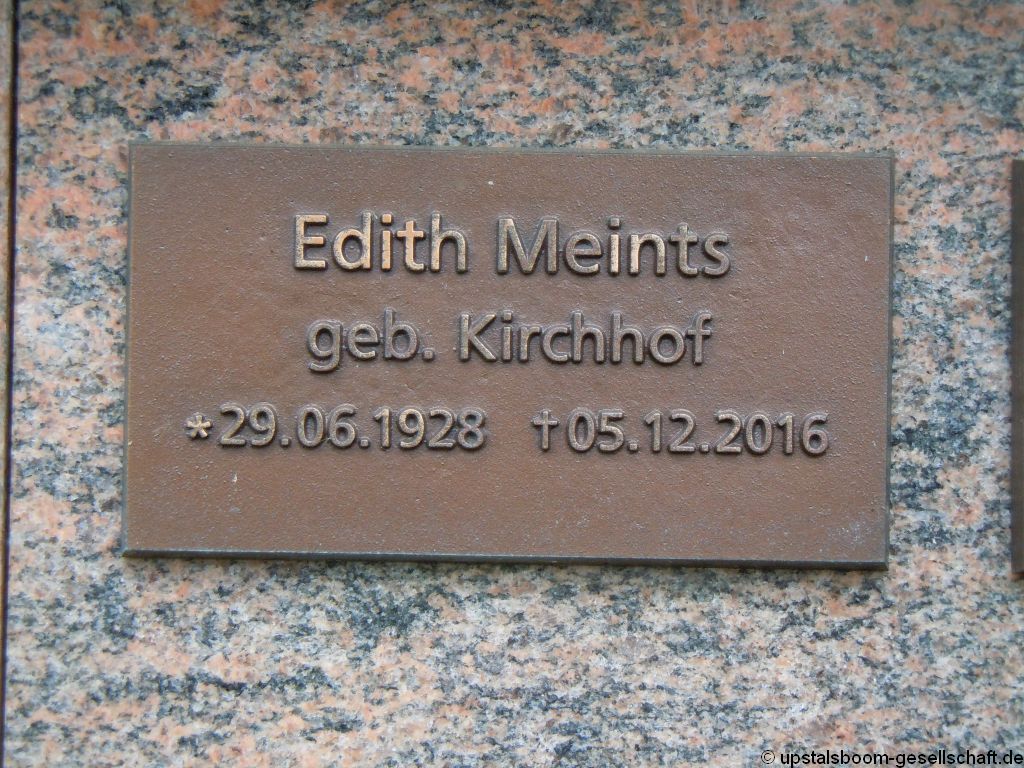 Edith Meints
geb. Kirchhof
*29.06.1928 †05.12.2016
© upstalsboom-gesellschaft.de